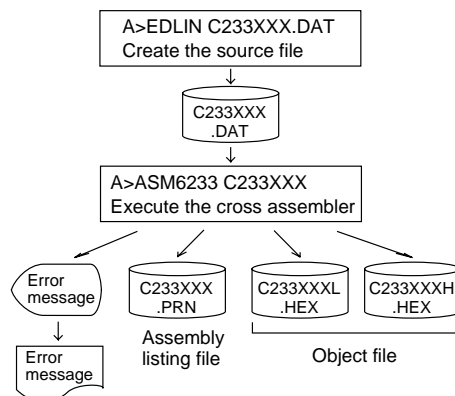 A>EDLIN C233XXX.DAT
Create the source file
C233XXX
.DAT
A>ASM6233 C233XXX
Execute the cross assembler
Error
message
C233XXX
.PRN
C233XXXL
.HEX
C233XXXH
.HEX
Assembly
listing file
Object file
Error
message